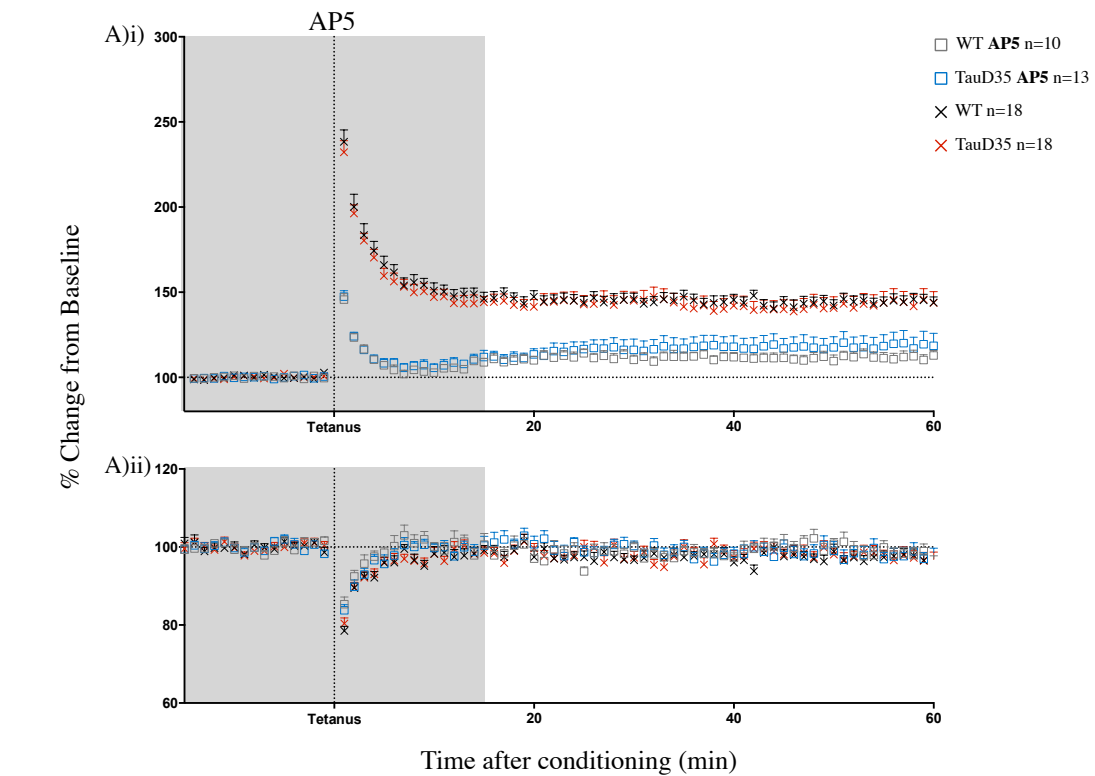 AP5
A)i)
300
250
200
150
100
Tetanus
20
40
60
WT AP5 n=10
TauD35 AP5 n=13
WT n=18
TauD35 n=18
% Change from Baseline
A)ii)
120
100
80
60
Tetanus
20
40
60
Time after conditioning (min)